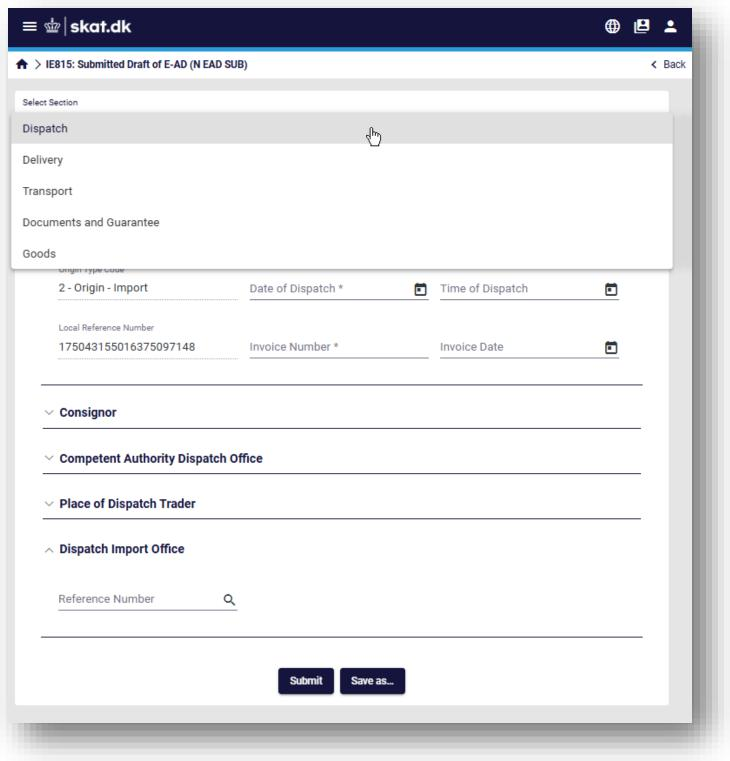 skat.dk
IE815: Submitted Draft of E-AD (N EAD SUB)
Back
Select Section
Dispatch
Delivery
Transport
Documents and Guarantee
Goods
Origin Type Code
2 - Origin - Import
Date of Dispatch *
Time of Dispatch
Local Reference Number
175043155016375097148
Invoice Number *
Invoice Date
Consignor
Competent Authority Dispatch Office
Place of Dispatch Trader
Dispatch Import Office
Reference Number
Submit
Save as...